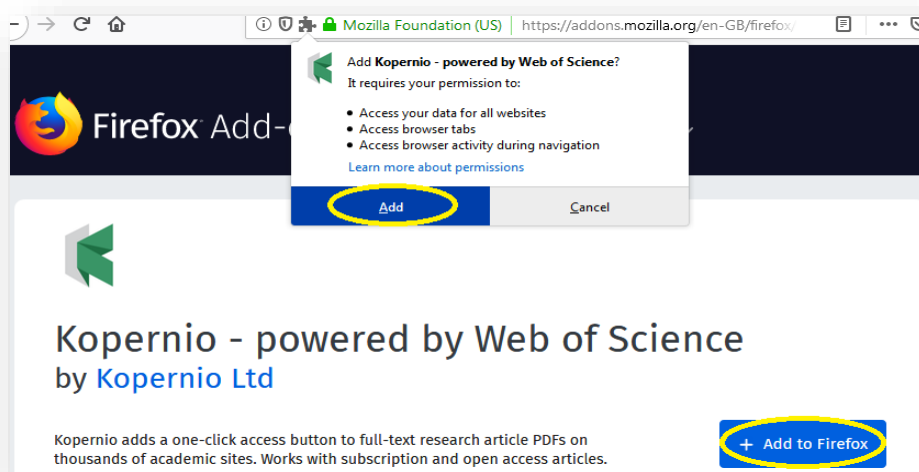 Mozilla Foundation (US) https://addons.mozilla.org/en-GB/firefox/
Add Kopernio - powered by Web of Science?
It requires your permission to:
• Access your data for all websites
• Access browser tabs
• Access browser activity during navigation
Learn more about permissions
Add Cancel
Firefox Add-
Kopernio - powered by Web of Science
by Kopernio Ltd
Kopernio adds a one-click access button to full-text research article PDFs on
thousands of academic sites. Works with subscription and open access articles.
+ Add to Firefox